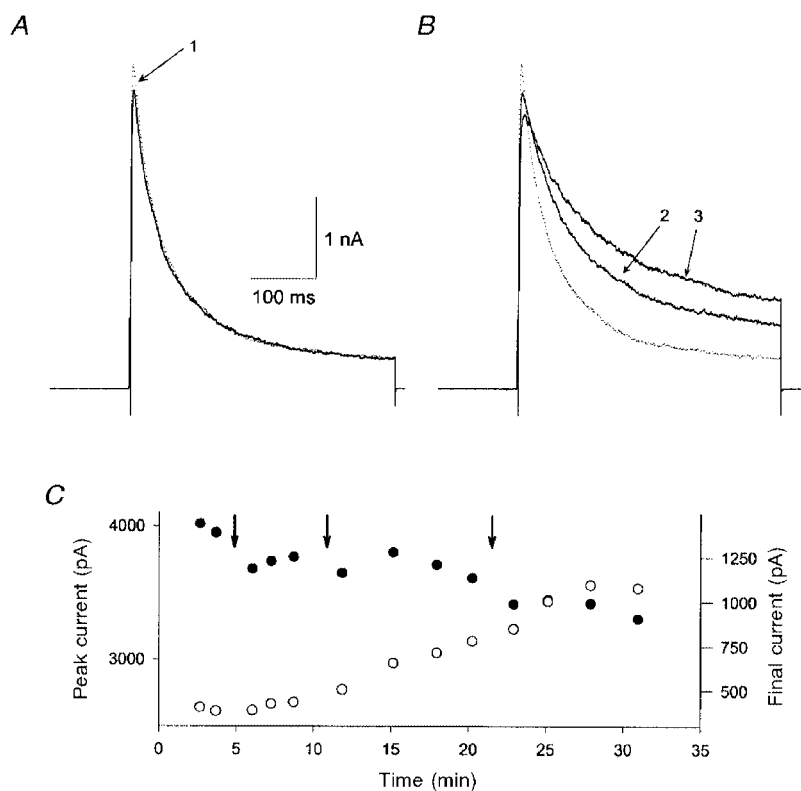 A
B
1
2
3
1 nA
100 ms
C
Peak current (pA)
4000
3000
Final current (pA)
1250
1000
750
500
0 5 10 15 20 25 30 35
Time (min)